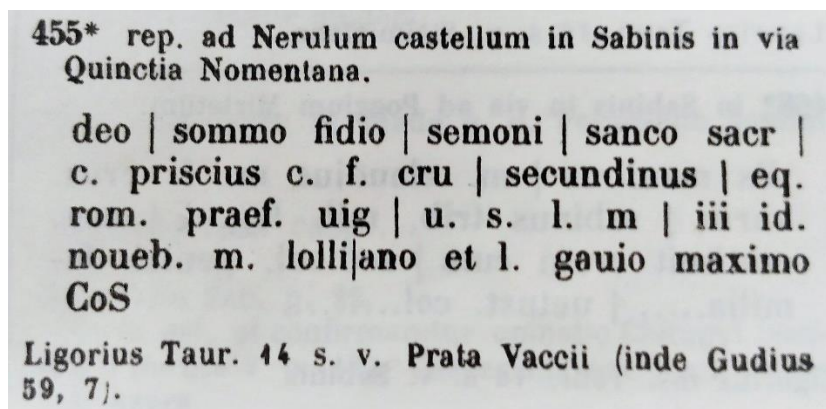 455* rep. ad Nerulum castellum in Sabinis in via
Quinctia Nomentana.
deo | sommo fidio | semoni | sanco sacr |
c. priscius c. f. cru | secundinus | eq.
rom. praef. uig | u. s. l. m | iii id.
noueb. m. lolli|ano et l. gauio maximo
CoS
Ligorius Taur. 14 s. v. Prata Vaccii (inde Gudius
59, 7).